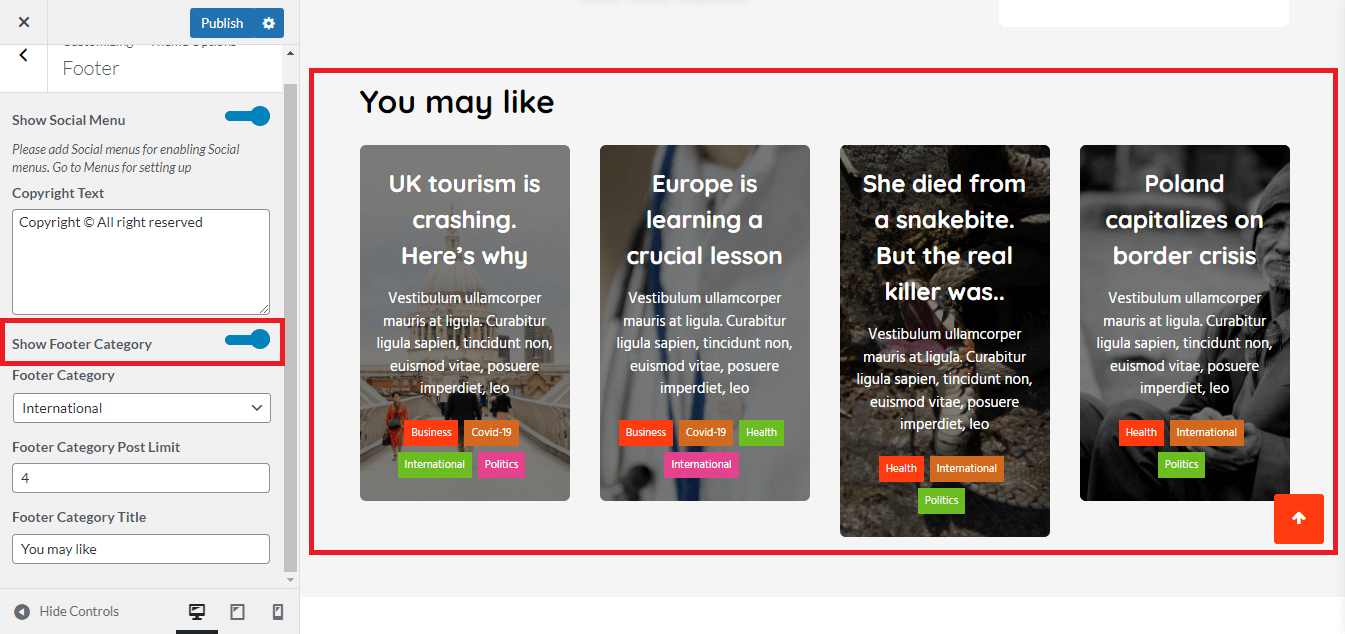 Publish
Customizing Theme Options
Footer
Show Social Menu
Please add Social menus for enabling Social
menus. Go to Menus for setting up
Copyright Text
Copyright © All right reserved
Show Footer Category
Footer Category
International
Footer Category Post Limit
4
Footer Category Title
You may like
Hide Controls
You may like
UK tourism is
crashing.
Here’s why
Vestibulum ullamcorper
mauris at ligula. Curabitur
ligula sapien, tincidunt non,
euismod vitae, posuere
imperdiet, leo
Business Covid-19
International Politics
Europe is
learning a
crucial lesson
Vestibulum ullamcorper
mauris at ligula. Curabitur
ligula sapien, tincidunt non,
euismod vitae, posuere
imperdiet, leo
Business Covid-19 Health
International
She died from
a snakebite.
But the real
killer was..
Vestibulum ullamcorper
mauris at ligula. Curabitur
ligula sapien, tincidunt non,
euismod vitae, posuere
imperdiet, leo
Health International
Politics
Poland
capitalizes on
border crisis
Vestibulum ullamcorper
mauris at ligula. Curabitur
ligula sapien, tincidunt non,
euismod vitae, posuere
imperdiet, leo
Health International
Politics